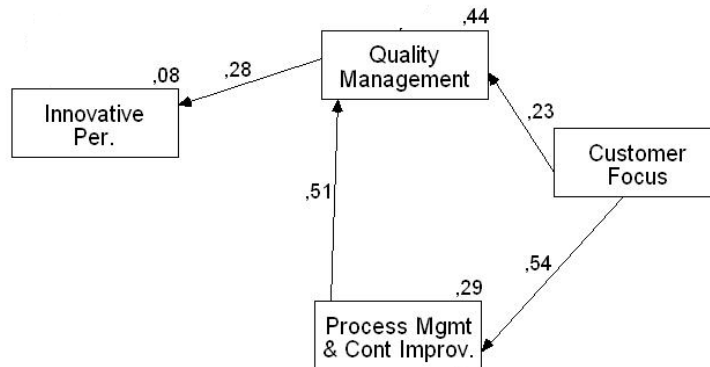 ,44
Quality
Management
,08
,28
Innovative
Per.
,23
Customer
Focus
,51
,54
,29
Process Mgmt
& Cont Improv.